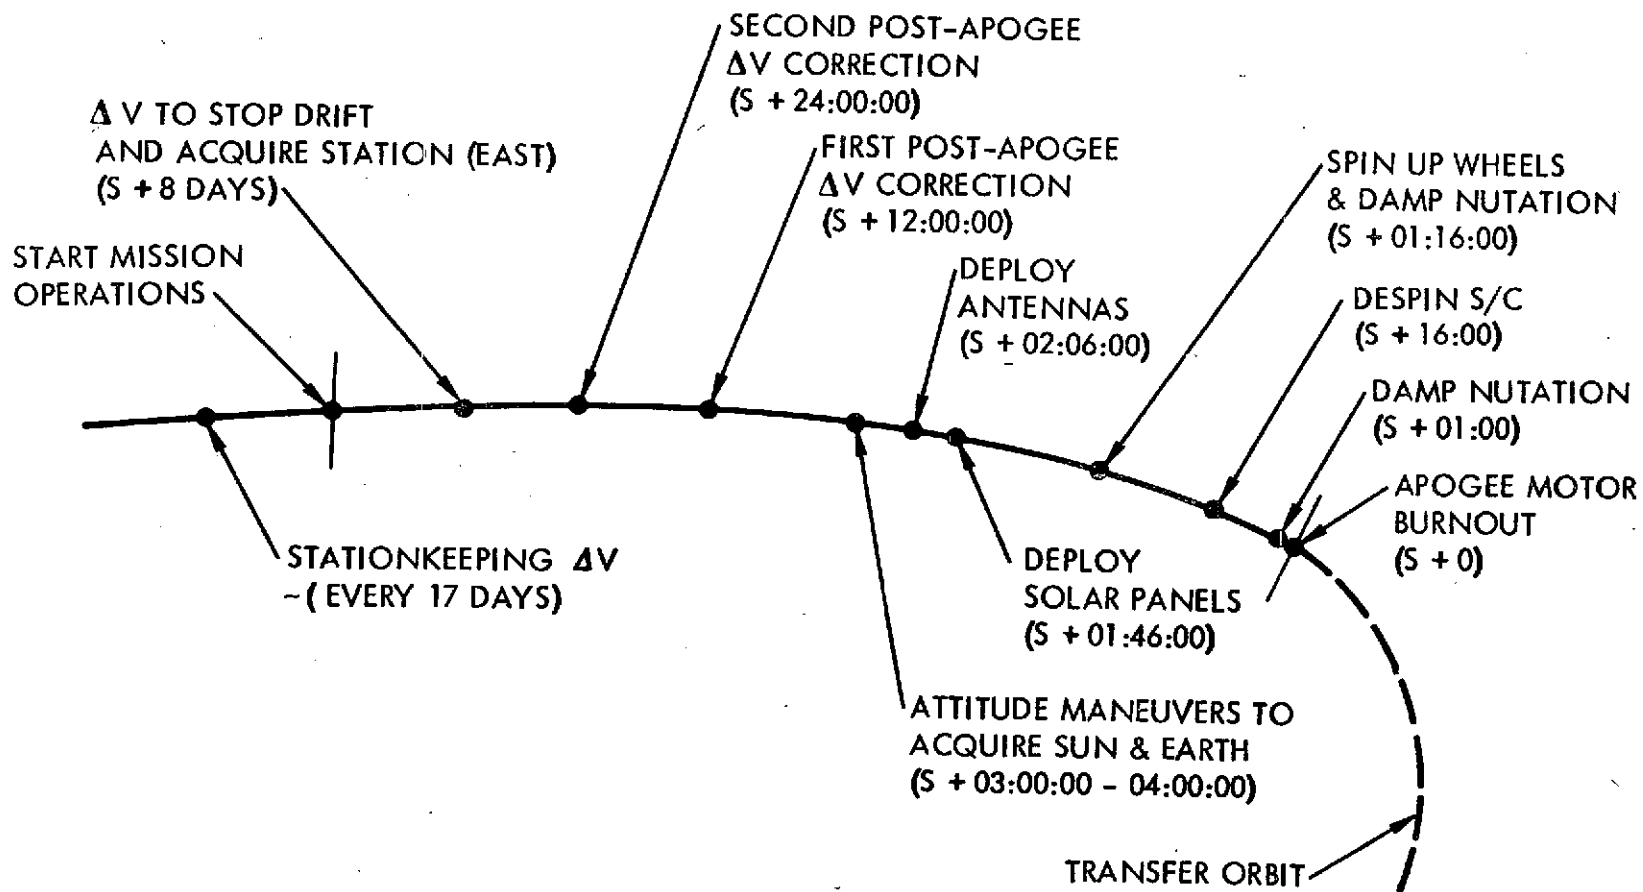 SECOND POST-APOGEE
ΔV CORRECTION
(S + 24:00:00)
Δ V TO STOP DRIFT
AND ACQUIRE STATION (EAST)
(S + 8 DAYS)
FIRST POST-APOGEE
ΔV CORRECTION
(S + 12:00:00)
SPIN UP WHEELS
& DAMP NUTATION
(S + 01:16:00)
START MISSION
OPERATIONS
DEPLOY
ANTENNAS
(S + 02:06:00)
DESPIN S/C
(S + 16:00)
DAMP NUTATION
(S + 01:00)
APOGEE MOTOR
BURNOUT
(S + 0)
STATIONKEEPING ΔV
~(EVERY 17 DAYS)
DEPLOY
SOLAR PANELS
(S + 01:46:00)
ATTITUDE MANEUVERS TO
ACQUIRE SUN & EARTH
(S + 03:00:00 - 04:00:00)
TRANSFER ORBIT